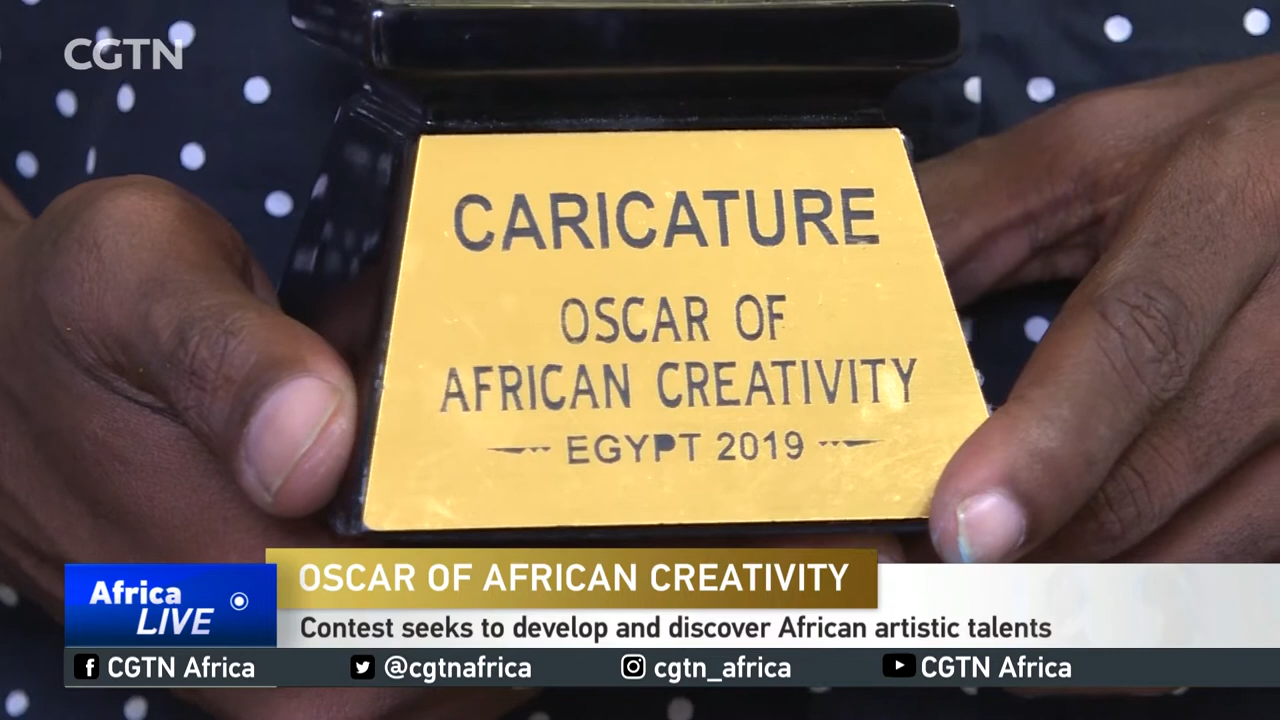 CGTN
CARICATURE
OSCAR OF
AFRICAN CREATIVITY
EGYPT 2019
OSCAR OF AFRICAN CREATIVITY
Africa
LIVE
Contest seeks to develop and discover African artistic talents
CGTN Africa
@cgtnafrica
cgtn_africa
CGTN Africa